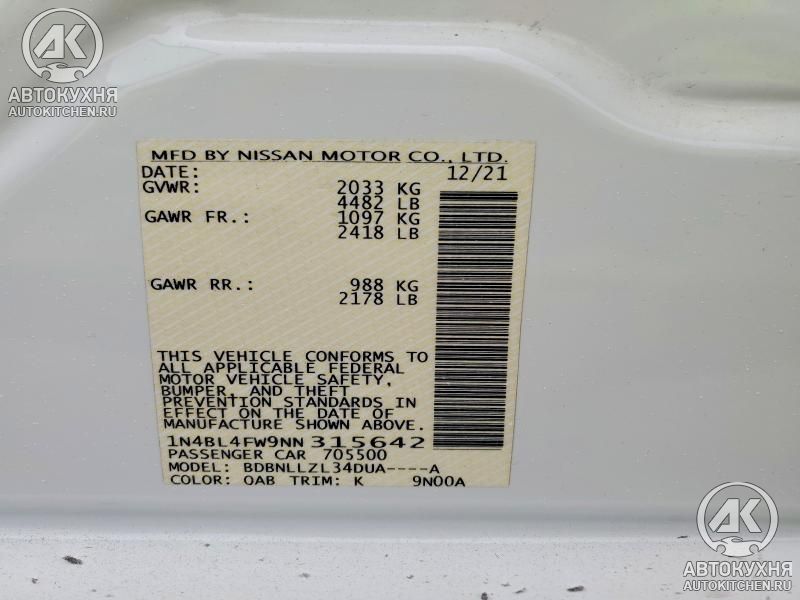 AK
АВТОКУХНЯ
AUTOKITCHEN.RU
MFD BY NISSAN MOTOR CO., LTD.
DATE: 12/21
GVWR: 2033 KG
4482 LB
GAWR FR.: 1097 KG
2418 LB
GAWR RR.: 988 KG
2178 LB
THIS VEHICLE CONFORMS TO
ALL APPLICABLE FEDERAL
MOTOR VEHICLE SAFETY,
BUMPER, AND THEFT
PREVENTION STANDARDS IN
EFFECT ON THE DATE OF
MANUFACTURE SHOWN ABOVE.
1N4BL4FW9NN315642
PASSENGER CAR 705500
MODEL: BDBNLLZL34DUA----A
COLOR: QAB TRIM: K 9N00A
AK
АВТОКУХНЯ
AUTOKITCHEN.RU